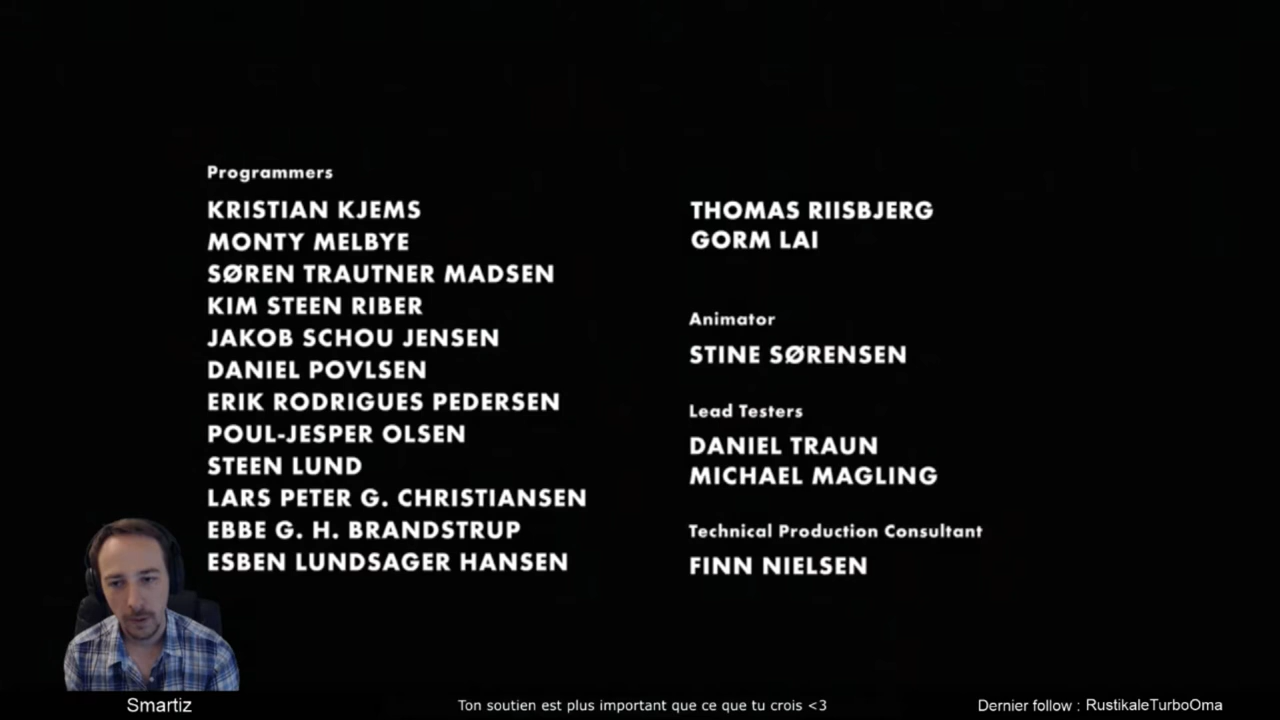 Programmers
KRISTIAN KJEMS
MONTY MELBYE
SØREN TRAUTNER MADSEN
KIM STEEN RIBER
JAKOB SCHOU JENSEN
DANIEL POVLSEN
ERIK RODRIGUES PEDERSEN
POUL-JESPER OLSEN
STEEN LUND
LARS PETER G. CHRISTIANSEN
EBBE G. H. BRANDSTRUP
ESBEN LUNDSAGER HANSEN
THOMAS RIISBJERG
GORM LAI
Animator
STINE SØRENSEN
Lead Testers
DANIEL TRAUN
MICHAEL MAGLING
Technical Production Consultant
FINN NIELSEN
Smartiz
Ton soutien est plus important que ce que tu crois <3
Dernier follow : RustikaleTurboOma